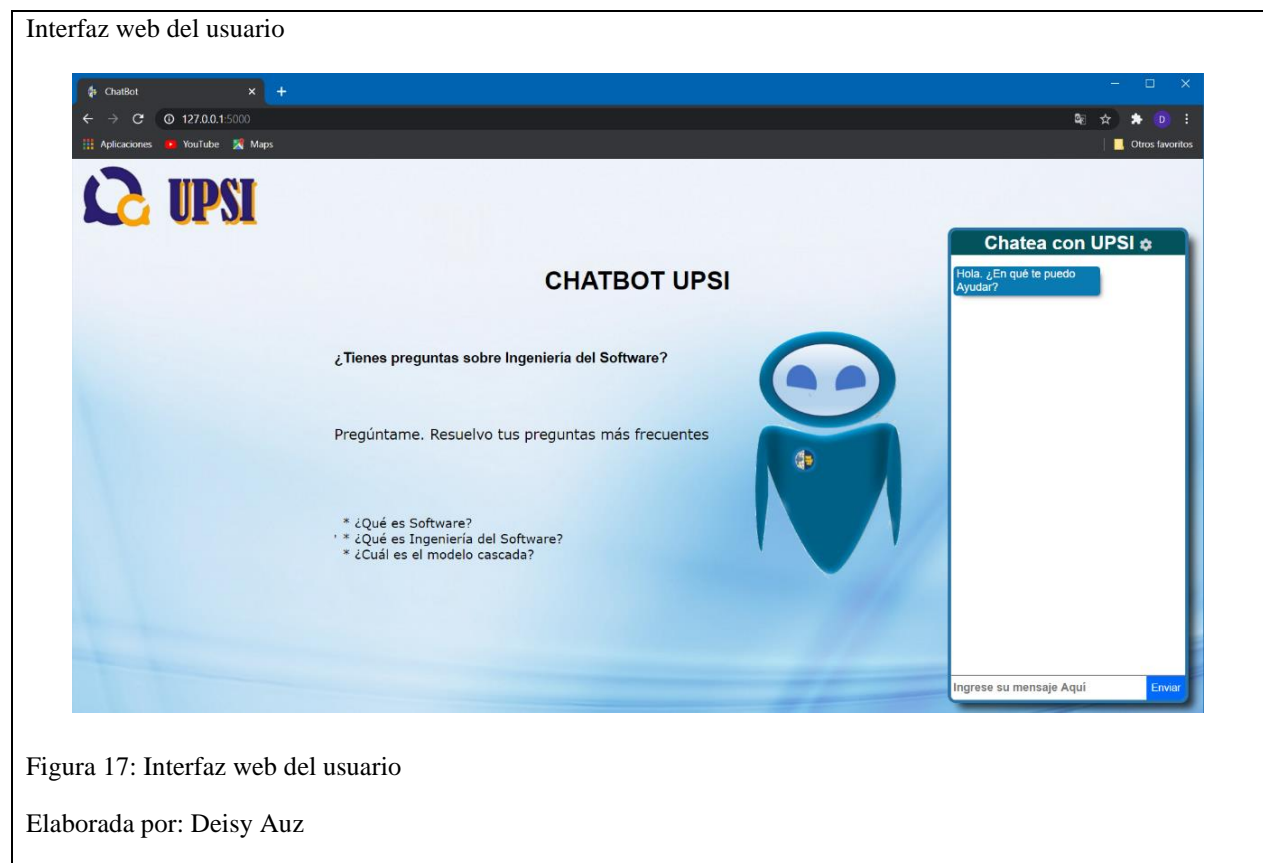 Interfaz web del usuario
ChatBot
127.0.0.1:5000
D
Aplicaciones YouTube Maps
Otros favoritos
UPSI
Chatea con UPSI
Hola. ¿En qué te puedo
Ayudar?
CHATBOT UPSI
¿Tienes preguntas sobre Ingeniería del Software?
Pregúntame. Resuelvo tus preguntas más frecuentes
* ¿Qué es Software?
* ¿Qué es Ingeniería del Software?
* ¿Cuál es el modelo cascada?
Ingrese su mensaje Aquí Enviar
Figura 17: Interfaz web del usuario
Elaborada por: Deisy Auz